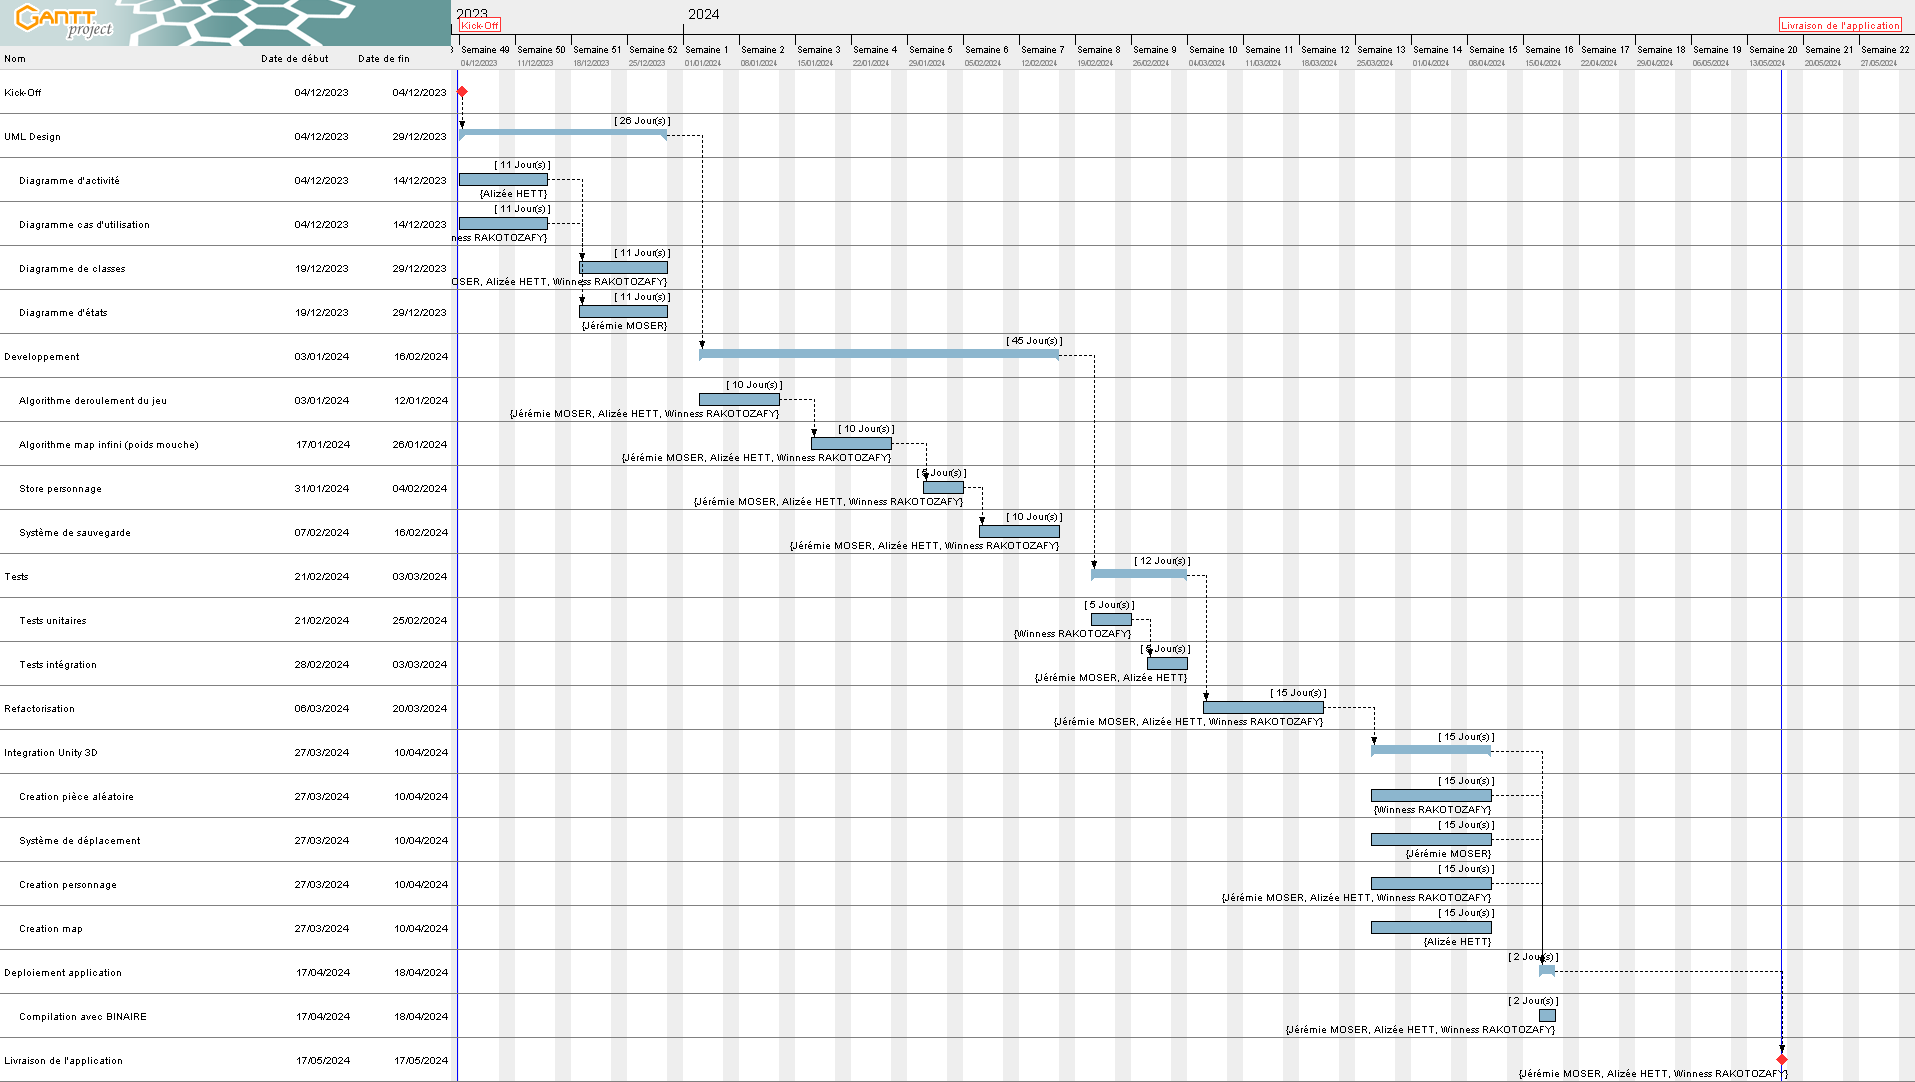 GANTT project
2023
2024
Kick-Off
Livraison de l'application
3 Semaine 49 Semaine 50 Semaine 51 Semaine 52 Semaine 1 Semaine 2 Semaine 3 Semaine 4 Semaine 5 Semaine 6 Semaine 7 Semaine 8 Semaine 9 Semaine 10 Semaine 11 Semaine 12 Semaine 13 Semaine 14 Semaine 15 Semaine 16 Semaine 17 Semaine 18 Semaine 19 Semaine 20 Semaine 21 Semaine 22
Nom Date de début Date de fin
04/12/2023 11/12/2023 18/12/2023 25/12/2023 01/01/2024 08/01/2024 15/01/2024 22/01/2024 29/01/2024 05/02/2024 12/02/2024 19/02/2024 26/02/2024 04/03/2024 11/03/2024 18/03/2024 25/03/2024 01/04/2024 08/04/2024 15/04/2024 22/04/2024 29/04/2024 06/05/2024 13/05/2024 20/05/2024 27/05/2024
Kick-Off 04/12/2023 04/12/2023
[ 26 Jour(s) ]
UML Design 04/12/2023 29/12/2023
[ 11 Jour(s) ]
Diagramme d'activité 04/12/2023 14/12/2023
{Alizée HETT}
[ 11 Jour(s) ]
Diagramme cas d'utilisation 04/12/2023 14/12/2023
ness RAKOTOZAFY}
[ 11 Jour(s) ]
Diagramme de classes 19/12/2023 29/12/2023
OSER, Alizée HETT, Winness RAKOTOZAFY}
[ 11 Jour(s) ]
Diagramme d'états 19/12/2023 29/12/2023
{Jérémie MOSER}
[ 45 Jour(s) ]
Developpement 03/01/2024 16/02/2024
[ 10 Jour(s) ]
Algorithme deroulement du jeu 03/01/2024 12/01/2024
{Jérémie MOSER, Alizée HETT, Winness RAKOTOZAFY}
[ 10 Jour(s) ]
Algorithme map infini (poids mouche) 17/01/2024 26/01/2024
{Jérémie MOSER, Alizée HETT, Winness RAKOTOZAFY}
[ 5 Jour(s) ]
Store personnage 31/01/2024 04/02/2024
{Jérémie MOSER, Alizée HETT, Winness RAKOTOZAFY}
[ 10 Jour(s) ]
Système de sauvegarde 07/02/2024 16/02/2024
{Jérémie MOSER, Alizée HETT, Winness RAKOTOZAFY}
[ 12 Jour(s) ]
Tests 21/02/2024 03/03/2024
[ 5 Jour(s) ]
Tests unitaires 21/02/2024 25/02/2024
{Winness RAKOTOZAFY}
[ 5 Jour(s) ]
Tests intégration 28/02/2024 03/03/2024
{Jérémie MOSER, Alizée HETT}
[ 15 Jour(s) ]
Refactorisation 06/03/2024 20/03/2024
{Jérémie MOSER, Alizée HETT, Winness RAKOTOZAFY}
[ 15 Jour(s) ]
Integration Unity 3D 27/03/2024 10/04/2024
[ 15 Jour(s) ]
Creation pièce aléatoire 27/03/2024 10/04/2024
{Winness RAKOTOZAFY}
[ 15 Jour(s) ]
Système de déplacement 27/03/2024 10/04/2024
{Jérémie MOSER}
[ 15 Jour(s) ]
Creation personnage 27/03/2024 10/04/2024
{Jérémie MOSER, Alizée HETT, Winness RAKOTOZAFY}
[ 15 Jour(s) ]
Creation map 27/03/2024 10/04/2024
{Alizée HETT}
[ 2 Jour(s) ]
Deploiement application 17/04/2024 18/04/2024
[ 2 Jour(s) ]
Compilation avec BINAIRE 17/04/2024 18/04/2024
{Jérémie MOSER, Alizée HETT, Winness RAKOTOZAFY}
Livraison de l'application 17/05/2024 17/05/2024
{Jérémie MOSER, Alizée HETT, Winness RAKOTOZAFY}